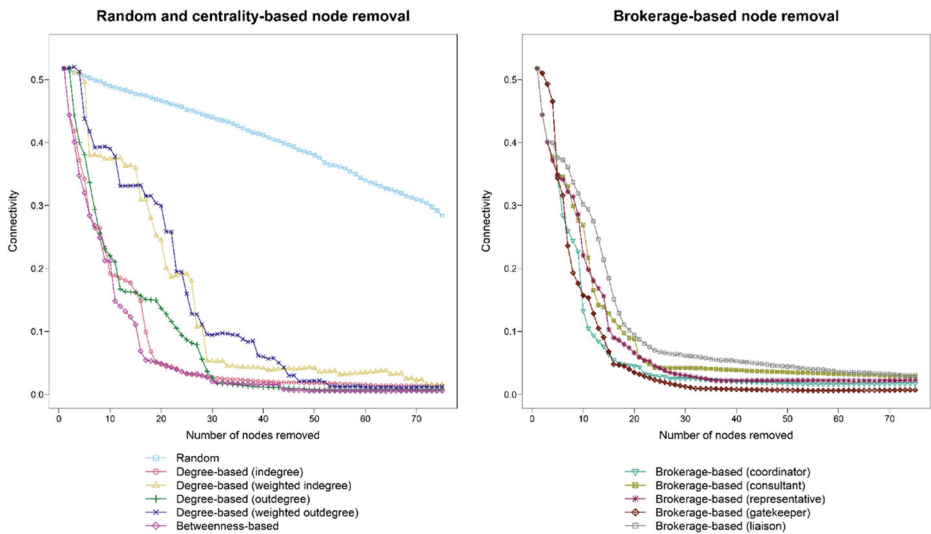 Random and centrality-based node removal
0.5
0.4
0.3
0.2
0.1
0.0
Connectivity
0 10 20 30 40 50 60 70
Number of nodes removed
Random
Degree-based (indegree)
Degree-based (weighted indegree)
Degree-based (outdegree)
Degree-based (weighted outdegree)
Betweenness-based
Brokerage-based node removal
0.5
0.4
0.3
0.2
0.1
0.0
Connectivity
0 10 20 30 40 50 60 70
Number of nodes removed
Brokerage-based (coordinator)
Brokerage-based (consultant)
Brokerage-based (representative)
Brokerage-based (gatekeeper)
Brokerage-based (liaison)